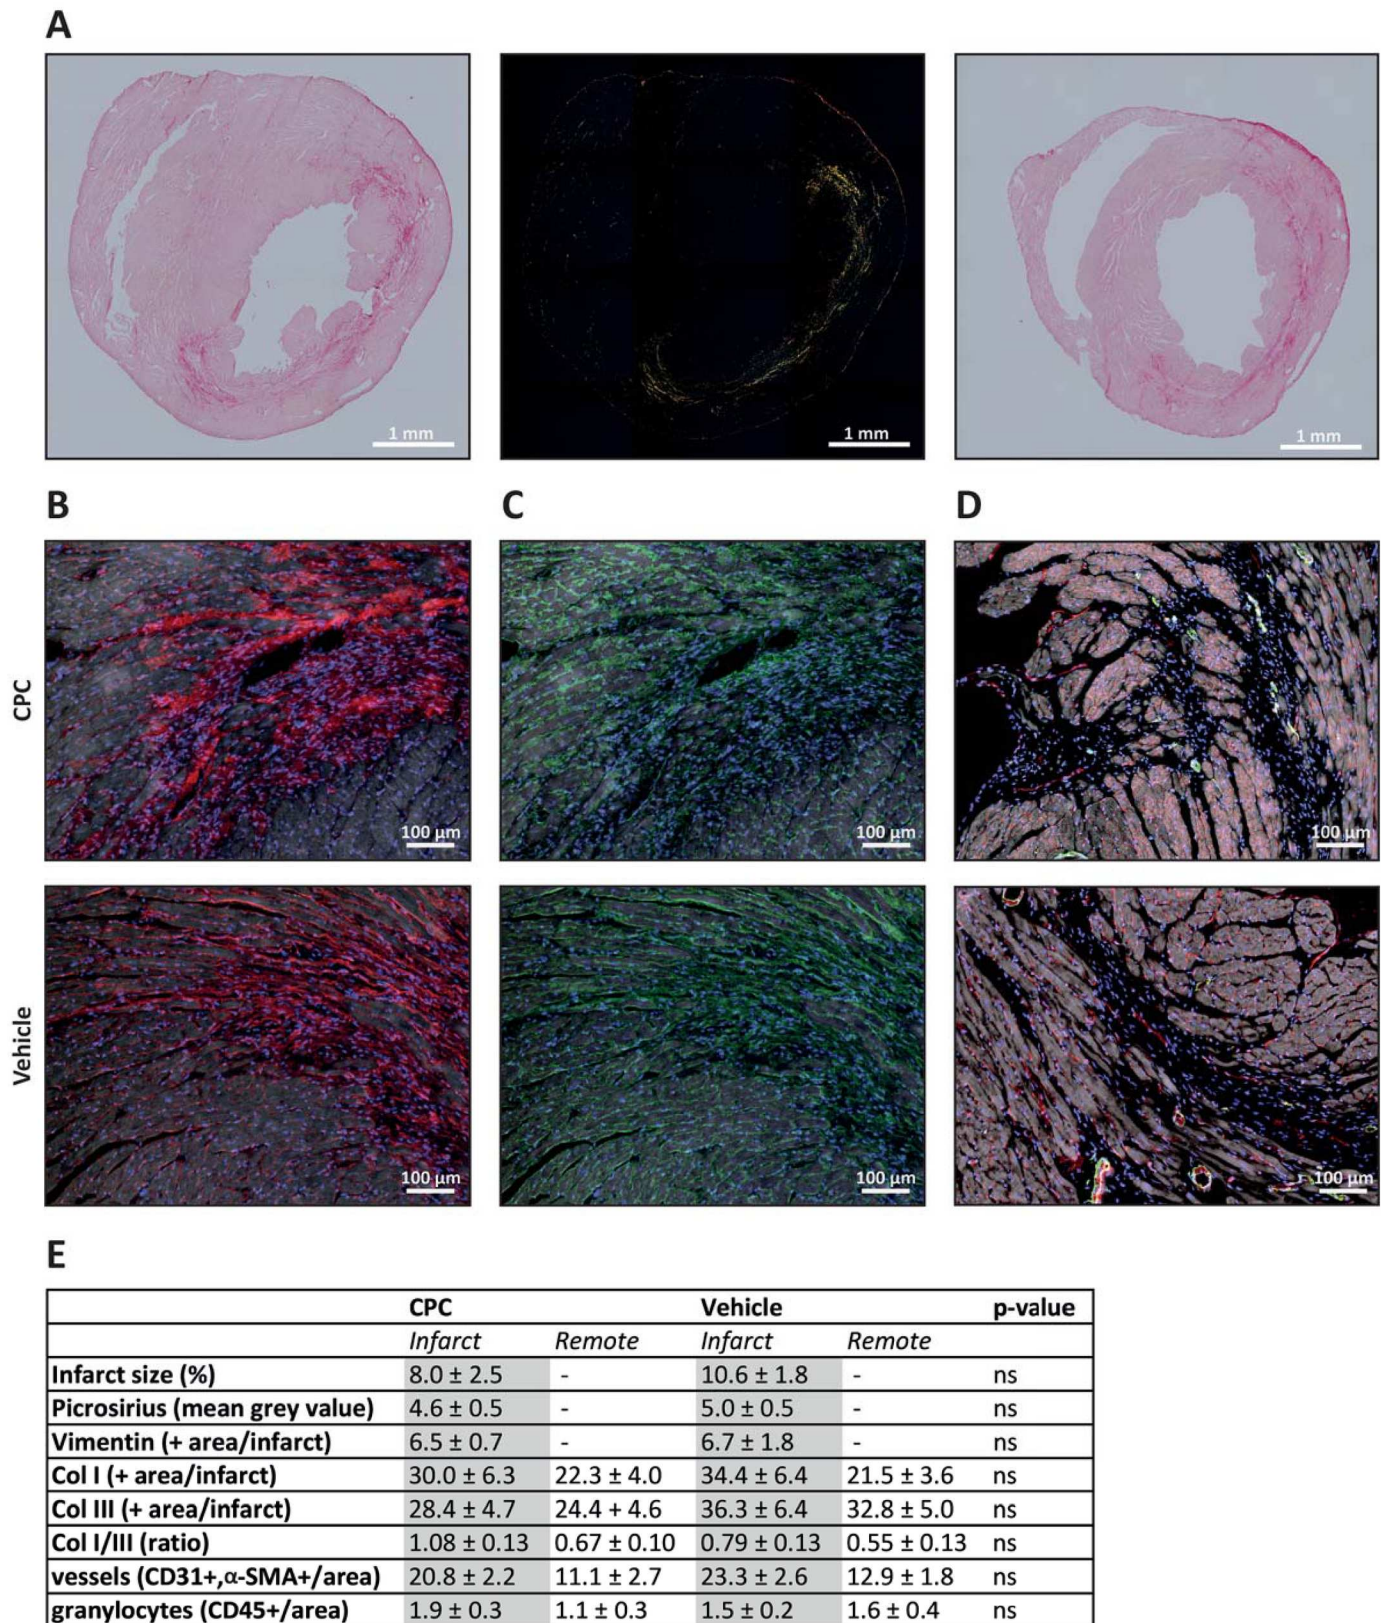 A
1 mm
1 mm
1 mm
B
C
D
CPC
100 µm
100 µm
100 µm
Vehicle
100 µm
100 µm
100 µm
E
CPC Vehicle p-value
Infarct Remote Infarct Remote
Infarct size (%) 8.0 ± 2.5 - 10.6 ± 1.8 - ns
Picrosirius (mean grey value) 4.6 ± 0.5 - 5.0 ± 0.5 - ns
Vimentin (+ area/infarct) 6.5 ± 0.7 - 6.7 ± 1.8 - ns
Col I (+ area/infarct) 30.0 ± 6.3 22.3 ± 4.0 34.4 ± 6.4 21.5 ± 3.6 ns
Col III (+ area/infarct) 28.4 ± 4.7 24.4 + 4.6 36.3 ± 6.4 32.8 ± 5.0 ns
Col I/III (ratio) 1.08 ± 0.13 0.67 ± 0.10 0.79 ± 0.13 0.55 ± 0.13 ns
vessels (CD31+,α-SMA+/area) 20.8 ± 2.2 11.1 ± 2.7 23.3 ± 2.6 12.9 ± 1.8 ns
granylocytes (CD45+/area) 1.9 ± 0.3 1.1 ± 0.3 1.5 ± 0.2 1.6 ± 0.4 ns